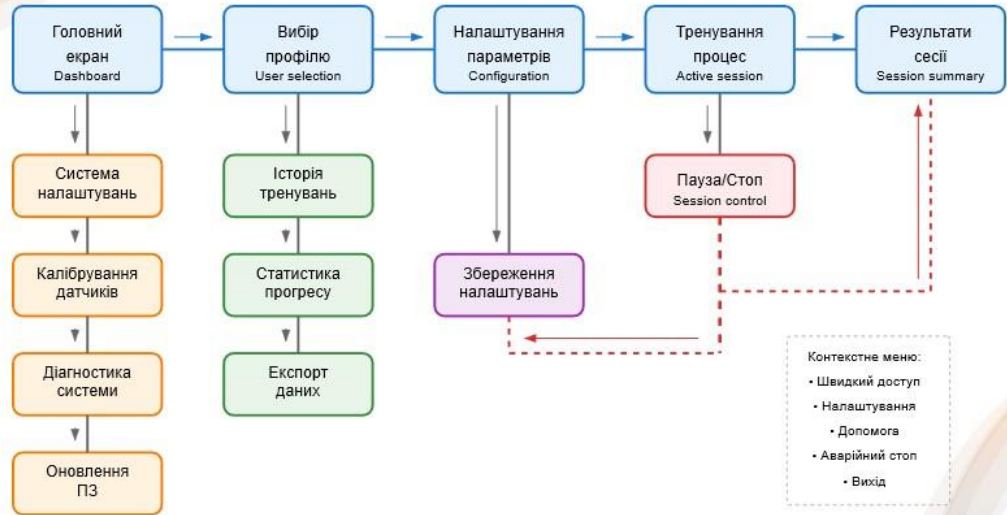 Головний
екран
Dashboard
Вибір
профілю
User selection
Налаштування
параметрів
Configuration
Тренування
процес
Active session
Результати
сесії
Session summary
Система
налаштувань
Історія
тренувань
Пауза/Стоп
Session control
Калібрування
датчиків
Статистика
прогресу
Збереження
налаштувань
Діагностика
системи
Експорт
даних
Оновлення
ПЗ
Контекстне меню:
• Швидкий доступ
• Налаштування
• Допомога
• Аварійний стоп
• Вихід